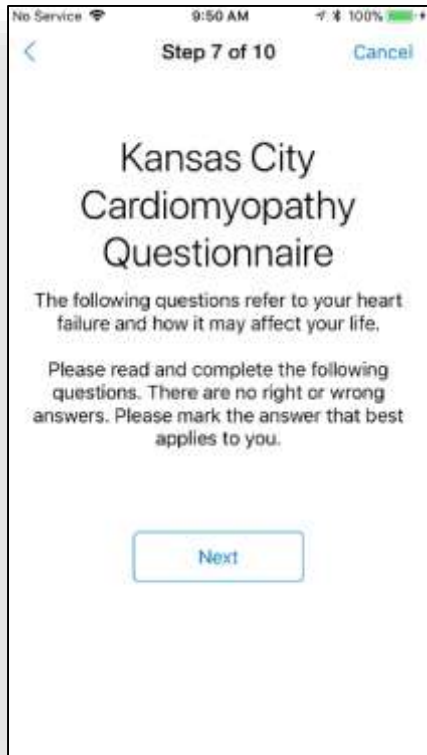 No Service 9:50 AM 100%
Step 7 of 10 Cancel
Kansas City
Cardiomyopathy
Questionnaire
The following questions refer to your heart
failure and how it may affect your life.
Please read and complete the following
questions. There are no right or wrong
answers. Please mark the answer that best
applies to you.
Next